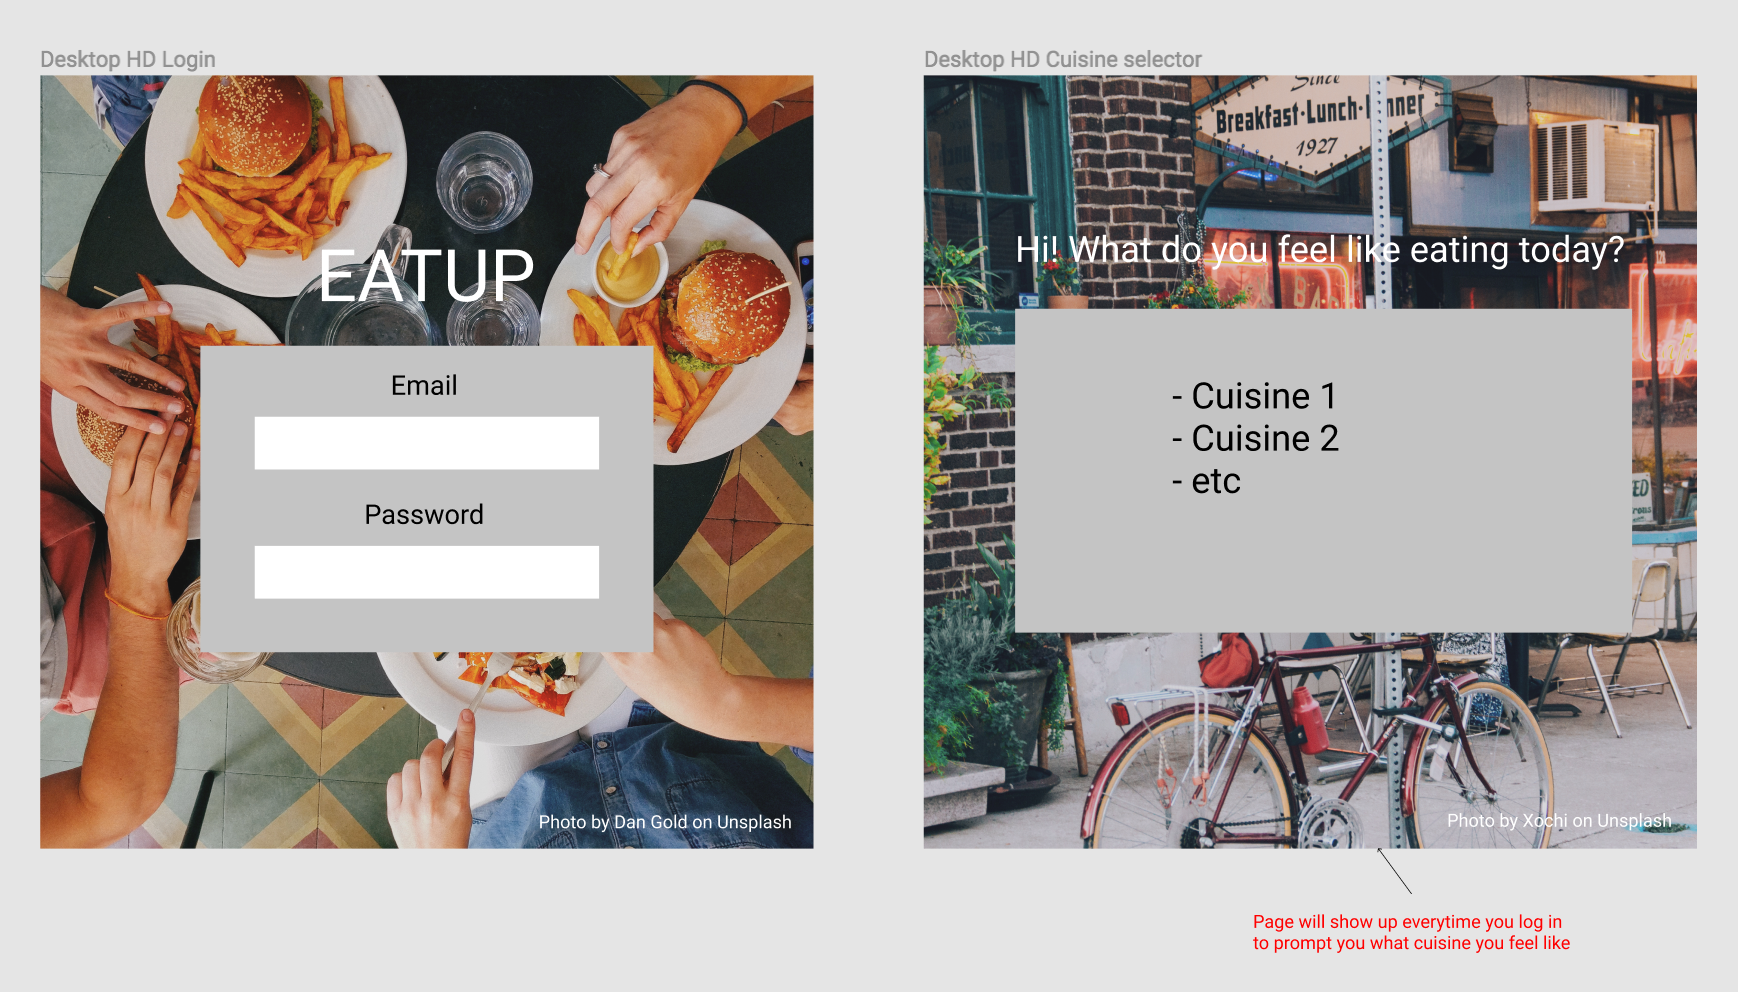 Desktop HD Login
EATUP
Email
Password
Photo by Dan Gold on Unsplash
Desktop HD Cuisine selector
Since
Breakfast·Lunch·
1927
Hi! What do you feel like eating today?
- Cuisine 1
- Cuisine 2
- etc
Photo by Xochi on Unsplash
Page will show up everytime you log in
to prompt you what cuisine you feel like